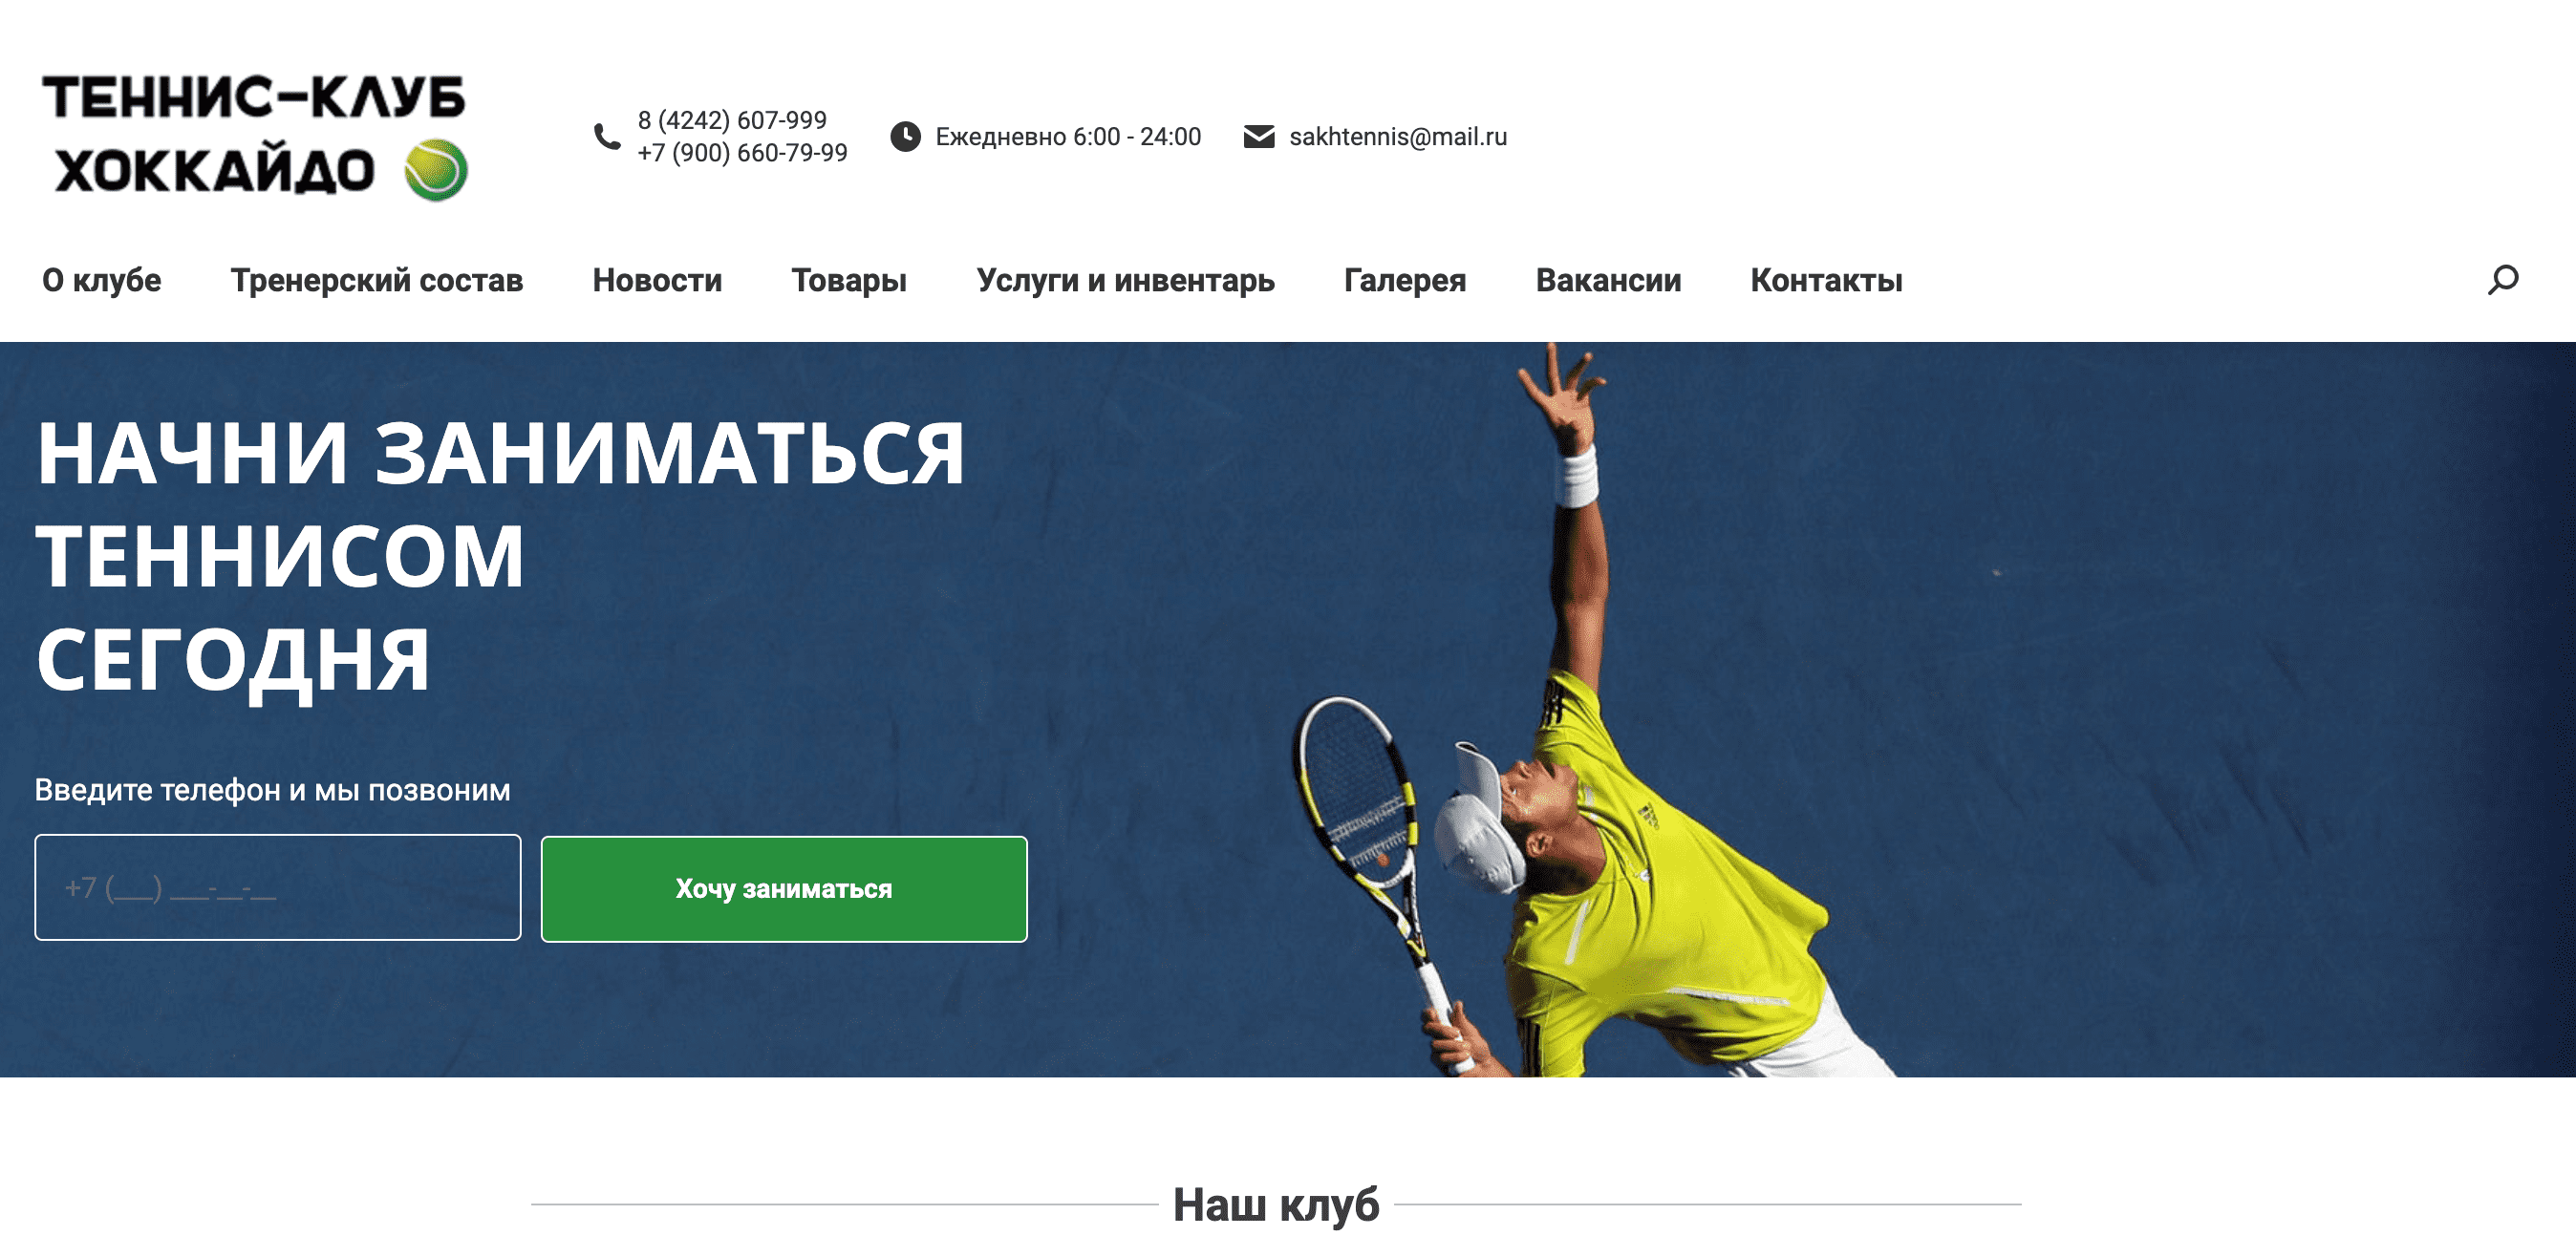 ТЕННИС-КЛУБ
ХОККАЙДО
8 (4242) 607-999
+7 (900) 660-79-99
Ежедневно 6:00 - 24:00
sakhtennis@mail.ru
О клубе Тренерский состав Новости Товары Услуги и инвентарь Галерея Вакансии Контакты
НАЧНИ ЗАНИМАТЬСЯ
ТЕННИСОМ
СЕГОДНЯ
Введите телефон и мы позвоним
+7 (___) ___-__-__
Хочу заниматься
Наш клуб